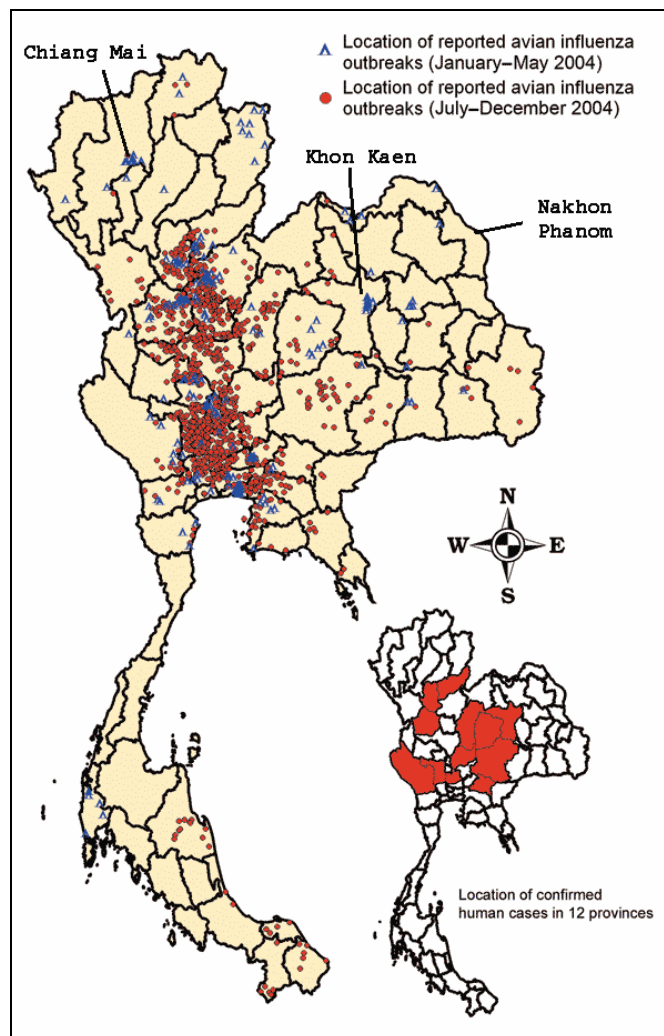 Chiang Mai
Location of reported avian influenza
outbreaks (January–May 2004)
Location of reported avian influenza
outbreaks (July–December 2004)
Khon Kaen
Nakhon
Phanom
N
W
E
S
Location of confirmed
human cases in 12 provinces